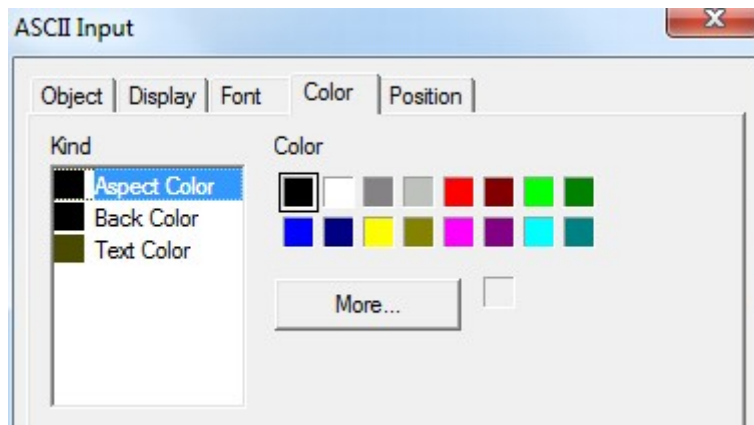 ASCII Input
Object Display Font Color Position
Kind Color
Aspect Color
Back Color
Text Color
More...